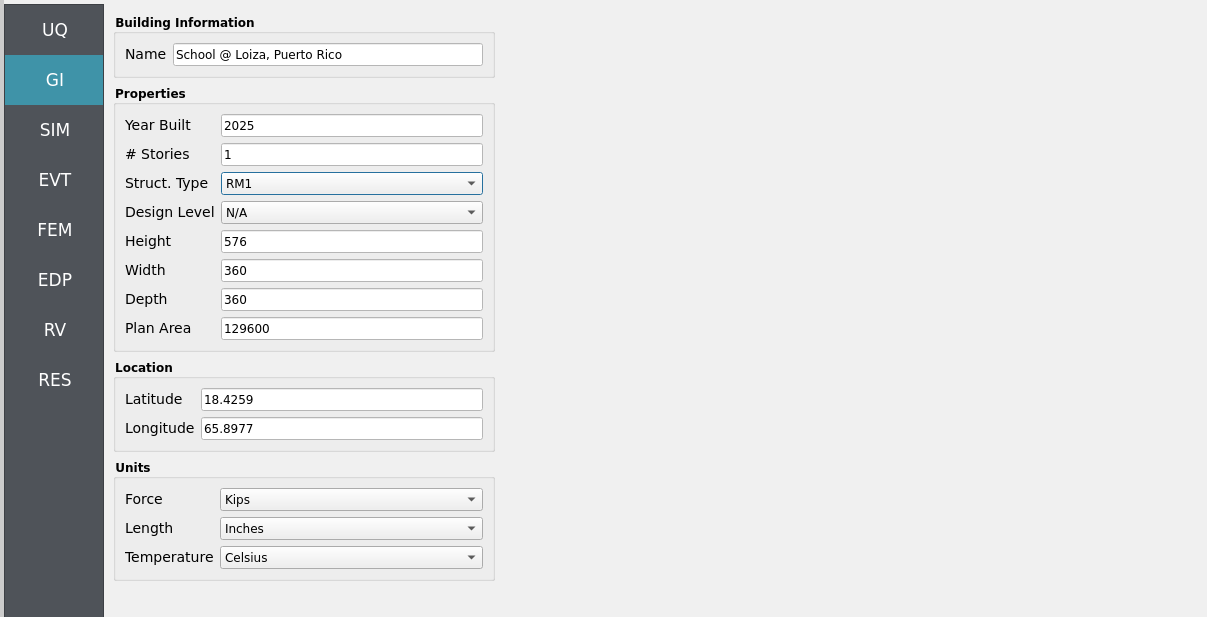 UQ
GI
SIM
EVT
FEM
EDP
RV
RES
Building Information
Name School @ Loiza, Puerto Rico
Properties
Year Built 2025
# Stories 1
Struct. Type RM1
Design Level N/A
Height 576
Width 360
Depth 360
Plan Area 129600
Location
Latitude 18.4259
Longitude 65.8977
Units
Force Kips
Length Inches
Temperature Celsius